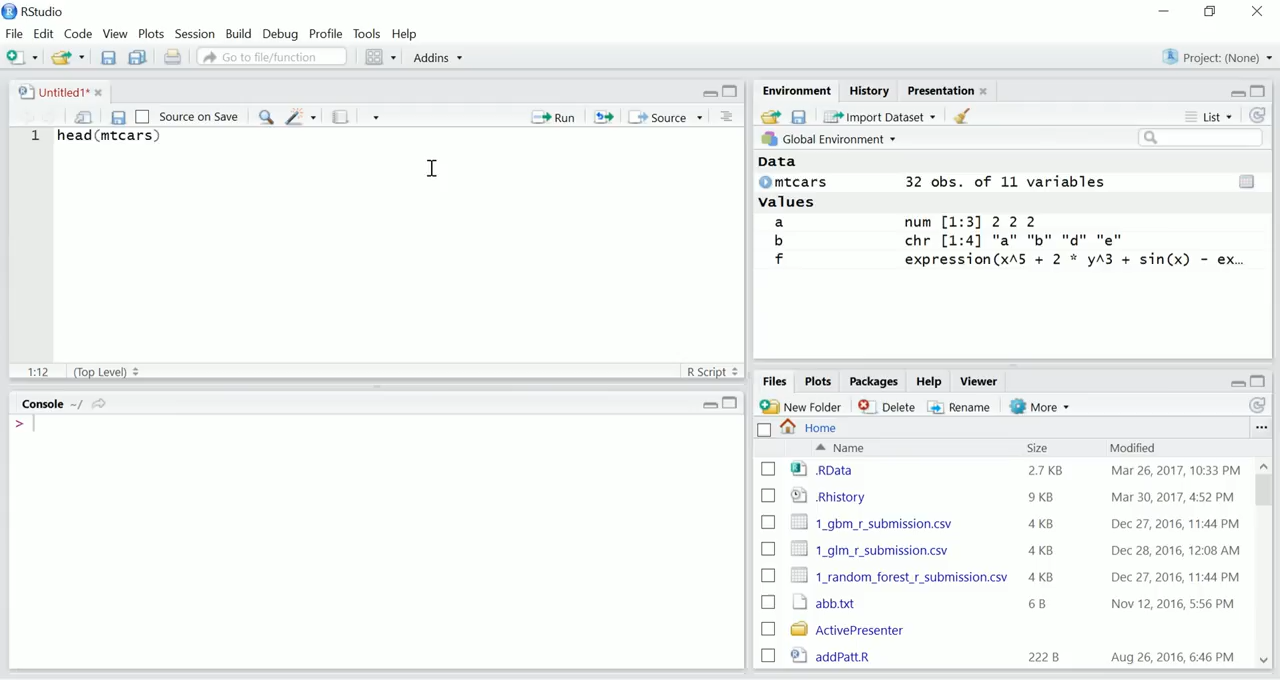 RStudio
File Edit Code View Plots Session Build Debug Profile Tools Help
Go to file/function Addins Project: (None)
Untitled1*
Source on Save Run Source
1 head(mtcars)
1:12 (Top Level) R Script
Console ~/
>
Environment History Presentation
Import Dataset List
Global Environment
Data
mtcars 32 obs. of 11 variables
Values
a num [1:3] 2 2 2
b chr [1:4] "a" "b" "d" "e"
f expression(x^5 + 2 * y^3 + sin(x) - ex…
Files Plots Packages Help Viewer
New Folder Delete Rename More
Home ...
Name Size Modified
.RData 2.7 KB Mar 26, 2017, 10:33 PM
.Rhistory 9 KB Mar 30, 2017, 4:52 PM
1_gbm_r_submission.csv 4 KB Dec 27, 2016, 11:44 PM
1_glm_r_submission.csv 4 KB Dec 28, 2016, 12:08 AM
1_random_forest_r_submission.csv 4 KB Dec 27, 2016, 11:44 PM
abb.txt 6 B Nov 12, 2016, 5:56 PM
ActivePresenter
addPatt.R 222 B Aug 26, 2016, 6:46 PM